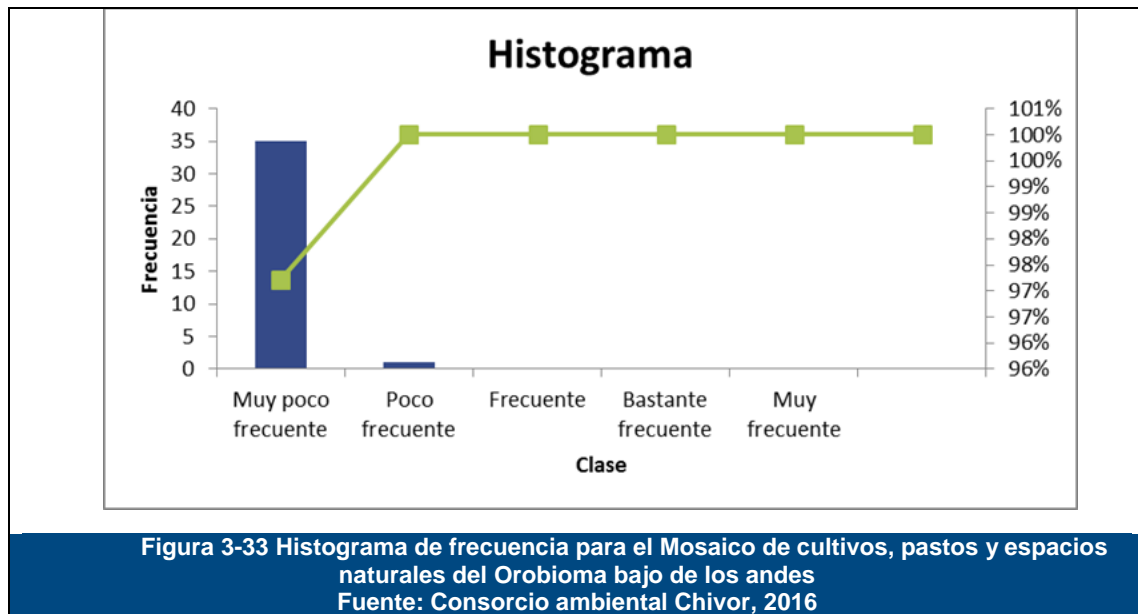 Histograma
40
35
30
25
20
15
10
5
0
Frecuencia
101%
100%
100%
99%
99%
98%
98%
97%
97%
96%
96%
Muy poco
frecuente
Poco
frecuente
Frecuente
Bastante
frecuente
Muy
frecuente
Clase
Figura 3-33 Histograma de frecuencia para el Mosaico de cultivos, pastos y espacios
naturales del Orobioma bajo de los andes
Fuente: Consorcio ambiental Chivor, 2016